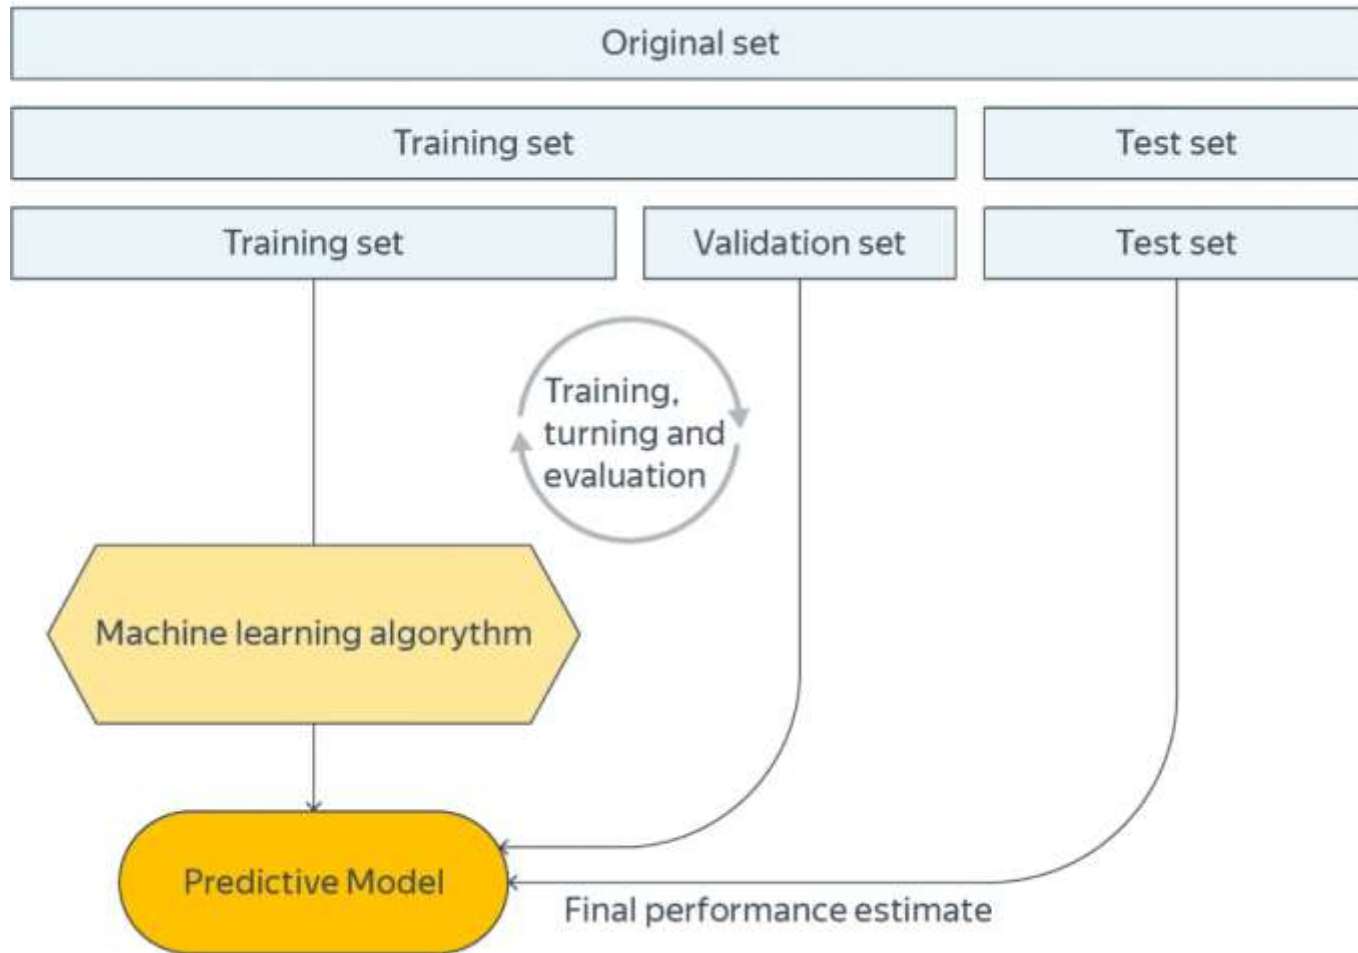 Original set
Training set
Test set
Training set
Validation set
Test set
Training,
turning and
evaluation
Machine learning algorythm
Predictive Model
Final performance estimate